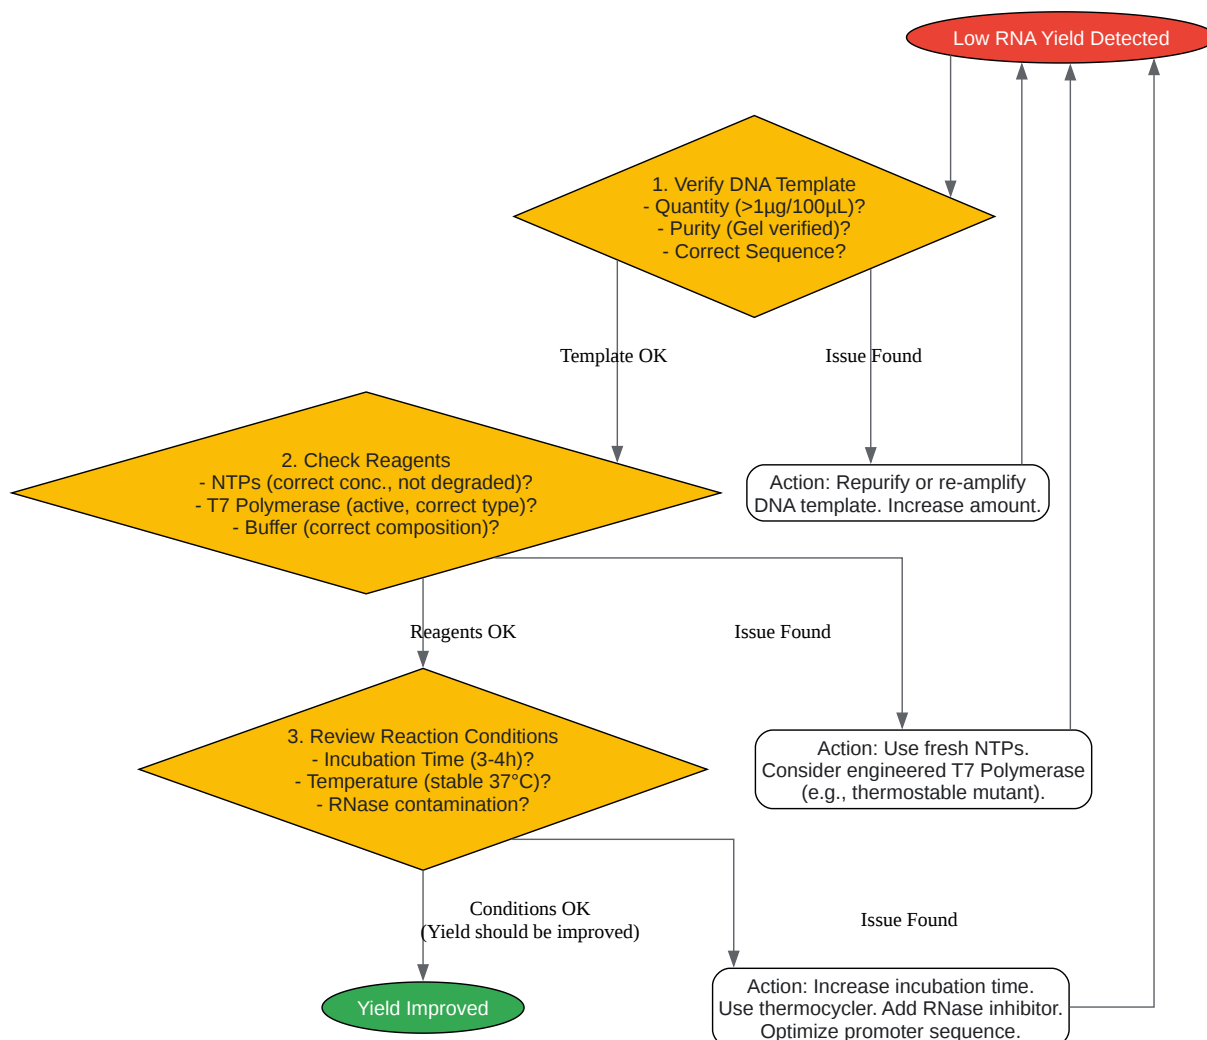 Low RNA Yield Detected
1. Verify DNA Template
- Quantity (>1µg/100µL)?
- Purity (Gel verified)?
- Correct Sequence?
Template OK
Issue Found
2. Check Reagents
- NTPs (correct conc., not degraded)?
- T7 Polymerase (active, correct type)?
- Buffer (correct composition)?
Action: Repurify or re-amplify
DNA template. Increase amount.
Reagents OK
Issue Found
3. Review Reaction Conditions
- Incubation Time (3-4h)?
- Temperature (stable 37°C)?
- RNase contamination?
Action: Use fresh NTPs.
Consider engineered T7 Polymerase
(e.g., thermostable mutant).
Conditions OK
(Yield should be improved)
Issue Found
Yield Improved
Action: Increase incubation time.
Use thermocycler. Add RNase inhibitor.
Optimize promoter sequence.